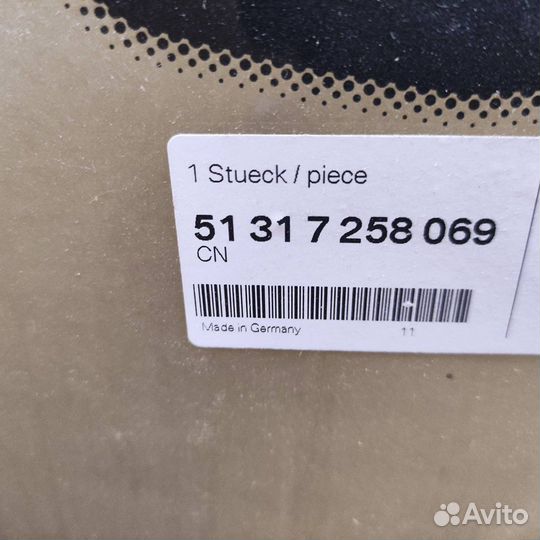 1 Stueck / piece
51 31 7 258 069
CN
Made in Germany 11
Avito